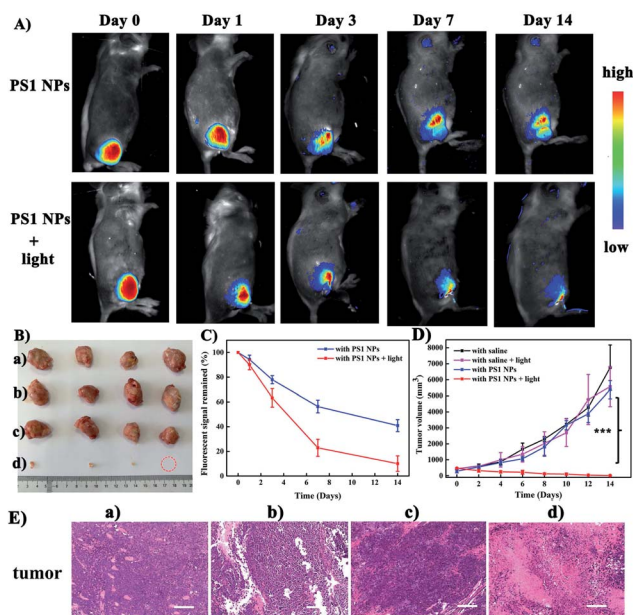 A)
Day 0
Day 1
Day 3
Day 7
Day 14
PS1 NPs
high
PS1 NPs
+
light
low
B)
a)
b)
c)
d)
C)
with PS1 NPs
with PS1 NPs + light
Fluorescent signal remained (%)
100
80
60
40
20
0
0 2 4 6 8 10 12 14
Time (Days)
D)
with saline
with saline + light
with PS1 NPs
with PS1 NPs + light
Tumor volume (mm³)
8000
7000
6000
5000
4000
3000
2000
1000
0
***
0 2 4 6 8 10 12 14
Time (Days)
E)
a)
b)
c)
d)
tumor